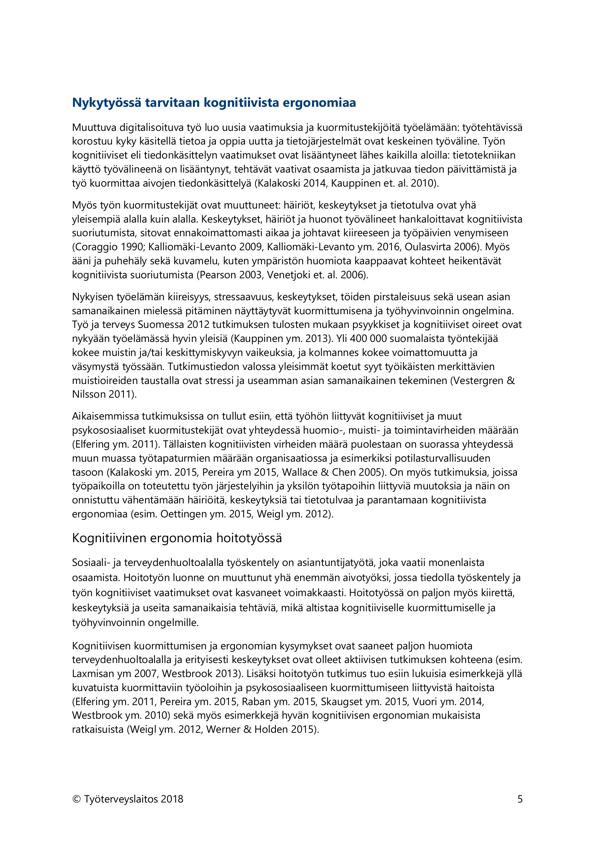 Nykytyössä tarvitaan kognitiivista ergonomiaa
Muuttuva digitalisoituva työ luo uusia vaatimuksia ja kuormitustekijöitä työelämään: työtehtävissä
korostuu kyky käsitellä tietoa ja oppia uutta ja tietojärjestelmät ovat keskeinen työväline. Työn
kognitiiviset eli tiedonkäsittelyn vaatimukset ovat lisääntyneet lähes kaikilla aloilla: tietotekniikan
käyttö työvälineenä on lisääntynyt, tehtävät vaativat osaamista ja jatkuvaa tiedon päivittämistä ja
työ kuormittaa aivojen tiedonkäsittelyä (Kalakoski 2014, Kauppinen et. al. 2010).
Myös työn kuormitustekijät ovat muuttuneet: häiriöt, keskeytykset ja tietotulva ovat yhä
yleisempiä alalla kuin alalla. Keskeytykset, häiriöt ja huonot työvälineet hankaloittavat kognitiivista
suoriutumista, sitovat ennakoimattomasti aikaa ja johtavat kiireeseen ja työpäivien venymiseen
(Coraggio 1990; Kalliomäki-Levanto 2009, Kalliomäki-Levanto ym. 2016, Oulasvirta 2006). Myös
ääni ja puhehäly sekä kuvamelu, kuten ympäristön huomiota kaappaavat kohteet heikentävät
kognitiivista suoriutumista (Pearson 2003, Venetjoki et. al. 2006).
Nykyisen työelämän kiireisyys, stressaavuus, keskeytykset, töiden pirstaleisuus sekä usean asian
samanaikainen mielessä pitäminen näyttäytyvät kuormittumisena ja työhyvinvoinnin ongelmina.
Työ ja terveys Suomessa 2012 tutkimuksen tulosten mukaan psyykkiset ja kognitiiviset oireet ovat
nykyään työelämässä hyvin yleisiä (Kauppinen ym. 2013). Yli 400 000 suomalaista työntekijää
kokee muistin ja/tai keskittymiskyvyn vaikeuksia, ja kolmannes kokee voimattomuutta ja
väsymystä työssään. Tutkimustiedon valossa yleisimmät koetut syyt työikäisten merkittävien
muistioireiden taustalla ovat stressi ja useamman asian samanaikainen tekeminen (Vestergren &
Nilsson 2011).
Aikaisemmissa tutkimuksissa on tullut esiin, että työhön liittyvät kognitiiviset ja muut
psykososiaaliset kuormitustekijät ovat yhteydessä huomio-, muisti- ja toimintavirheiden määrään
(Elfering ym. 2011). Tällaisten kognitiivisten virheiden määrä puolestaan on suorassa yhteydessä
muun muassa työtapaturmien määrään organisaatiossa ja esimerkiksi potilasturvallisuuden
tasoon (Kalakoski ym. 2015, Pereira ym 2015, Wallace & Chen 2005). On myös tutkimuksia, joissa
työpaikoilla on toteutettu työn järjestelyihin ja yksilön työtapoihin liittyviä muutoksia ja näin on
onnistuttu vähentämään häiriöitä, keskeytyksiä tai tietotulvaa ja parantamaan kognitiivista
ergonomiaa (esim. Oettingen ym. 2015, Weigl ym. 2012).
Kognitiivinen ergonomia hoitotyössä
Sosiaali- ja terveydenhuoltoalalla työskentely on asiantuntijatyötä, joka vaatii monenlaista
osaamista. Hoitotyön luonne on muuttunut yhä enemmän aivotyöksi, jossa tiedolla työskentely ja
työn kognitiiviset vaatimukset ovat kasvaneet voimakkaasti. Hoitotyössä on paljon myös kiirettä,
keskeytyksiä ja useita samanaikaisia tehtäviä, mikä altistaa kognitiiviselle kuormittumiselle ja
työhyvinvoinnin ongelmille.
Kognitiivisen kuormittumisen ja ergonomian kysymykset ovat saaneet paljon huomiota
terveydenhuoltoalalla ja erityisesti keskeytykset ovat olleet aktiivisen tutkimuksen kohteena (esim.
Laxmisan ym 2007, Westbrook 2013). Lisäksi hoitotyön tutkimus tuo esiin lukuisia esimerkkejä yllä
kuvatuista kuormittaviin työoloihin ja psykososiaaliseen kuormittumiseen liittyvistä haitoista
(Elfering ym. 2011, Pereira ym. 2015, Raban ym. 2015, Skaugset ym. 2015, Vuori ym. 2014,
Westbrook ym. 2010) sekä myös esimerkkejä hyvän kognitiivisen ergonomian mukaisista
ratkaisuista (Weigl ym. 2012, Werner & Holden 2015).
© Työterveyslaitos 2018
5